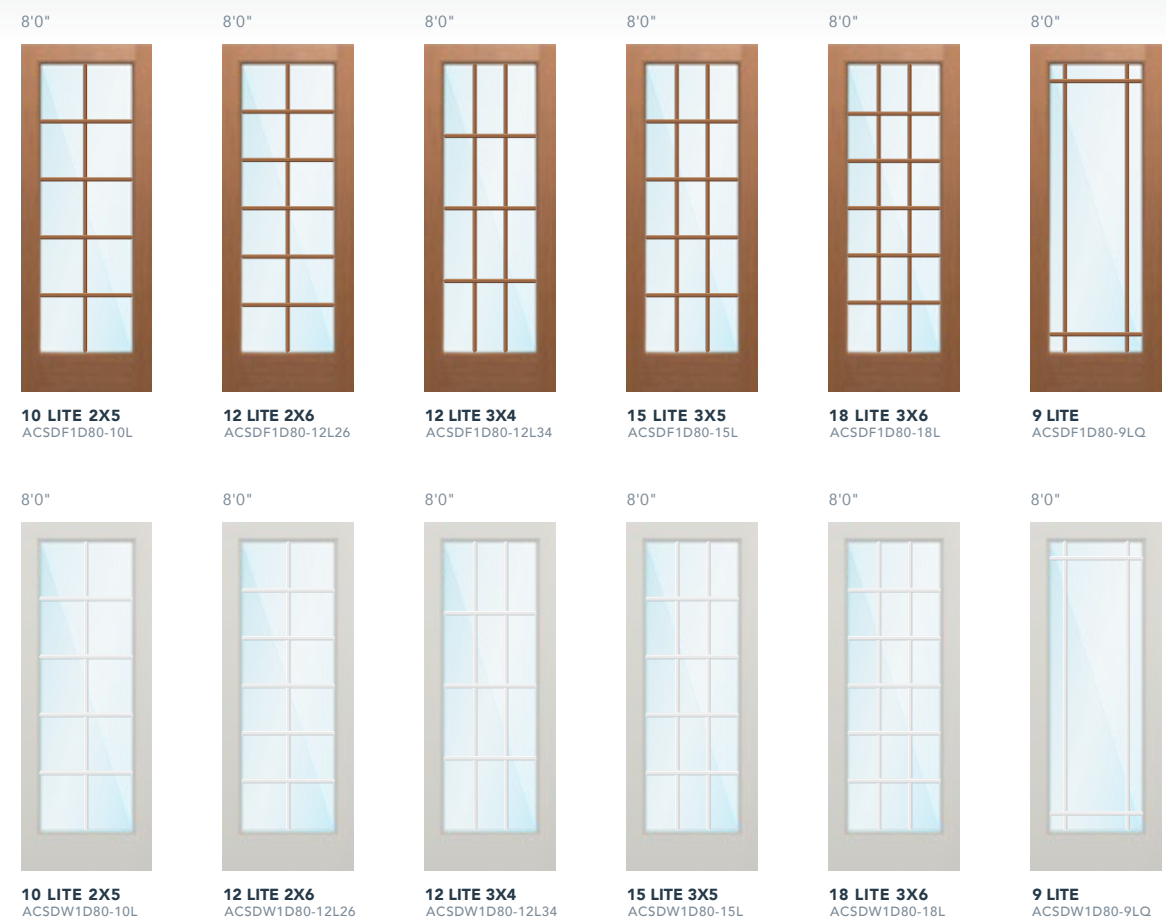 8'0" 8'0" 8'0" 8'0" 8'0" 8'0"
10 LITE 2X5 12 LITE 2X6 12 LITE 3X4 15 LITE 3X5 18 LITE 3X6 9 LITE
ACSDF1D80-10L ACSDF1D80-12L26 ACSDF1D80-12L34 ACSDF1D80-15L ACSDF1D80-18L ACSDF1D80-9LQ
8'0" 8'0" 8'0" 8'0" 8'0" 8'0"
10 LITE 2X5 12 LITE 2X6 12 LITE 3X4 15 LITE 3X5 18 LITE 3X6 9 LITE
ACSDW1D80-10L ACSDW1D80-12L26 ACSDW1D80-12L34 ACSDW1D80-15L ACSDW1D80-18L ACSDW1D80-9LQ